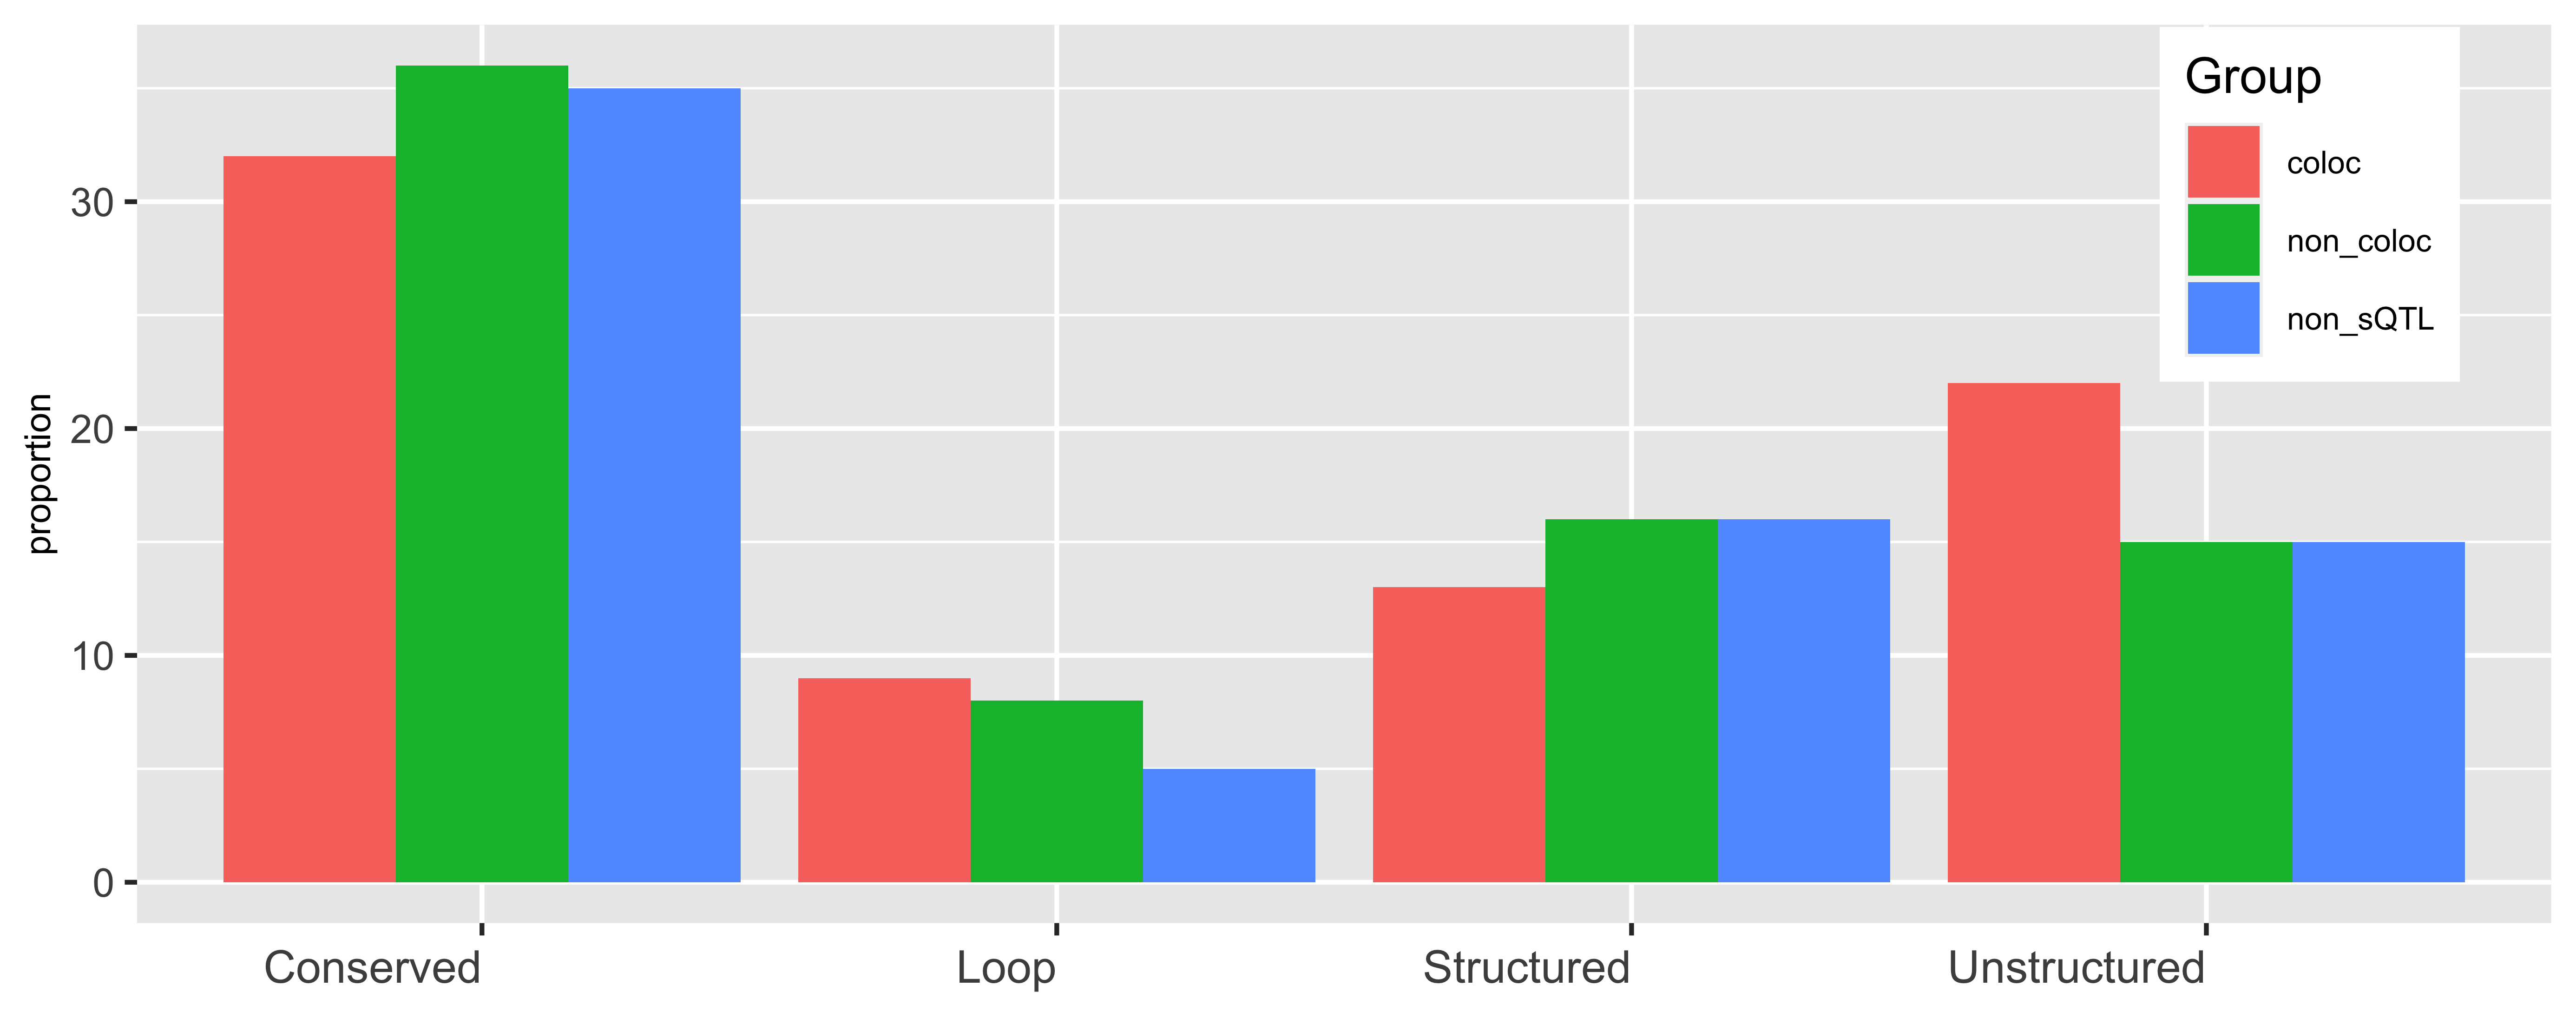 proportion
30
20
10
0
Conserved
Loop
Structured
Unstructured
Group
coloc
non_coloc
non_sQTL